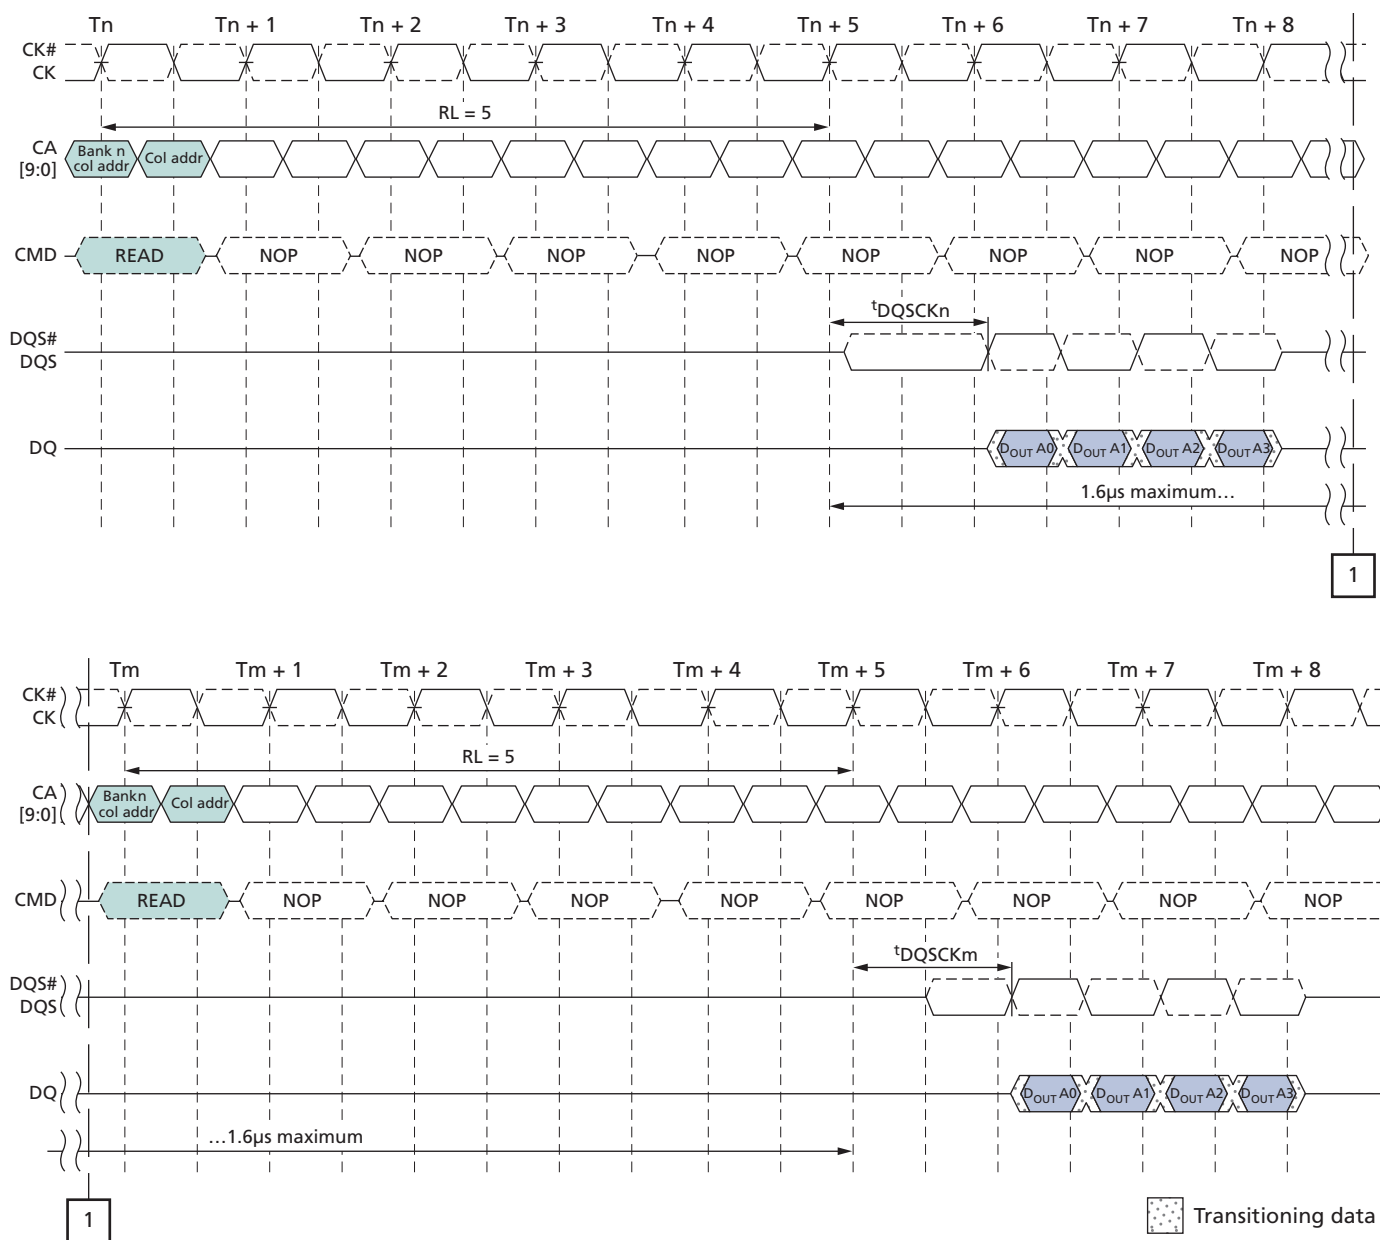 Tn Tn + 1 Tn + 2 Tn + 3 Tn + 4 Tn + 5 Tn + 6 Tn + 7 Tn + 8
CK#
CK
RL = 5
CA
[9:0]
Bank n
col addr
Col addr
CMD READ NOP NOP NOP NOP NOP NOP NOP NOP
tDQSCKn
DQS#
DQS
DQ DOUT A0 DOUT A1 DOUT A2 DOUT A3
1.6µs maximum…
1
Tm Tm + 1 Tm + 2 Tm + 3 Tm + 4 Tm + 5 Tm + 6 Tm + 7 Tm + 8
CK#
CK
RL = 5
CA
[9:0]
Bankn
col addr
Col addr
CMD READ NOP NOP NOP NOP NOP NOP NOP NOP
tDQSCKm
DQS#
DQS
DQ DOUT A0 DOUT A1 DOUT A2 DOUT A3
…1.6µs maximum
1
Transitioning data